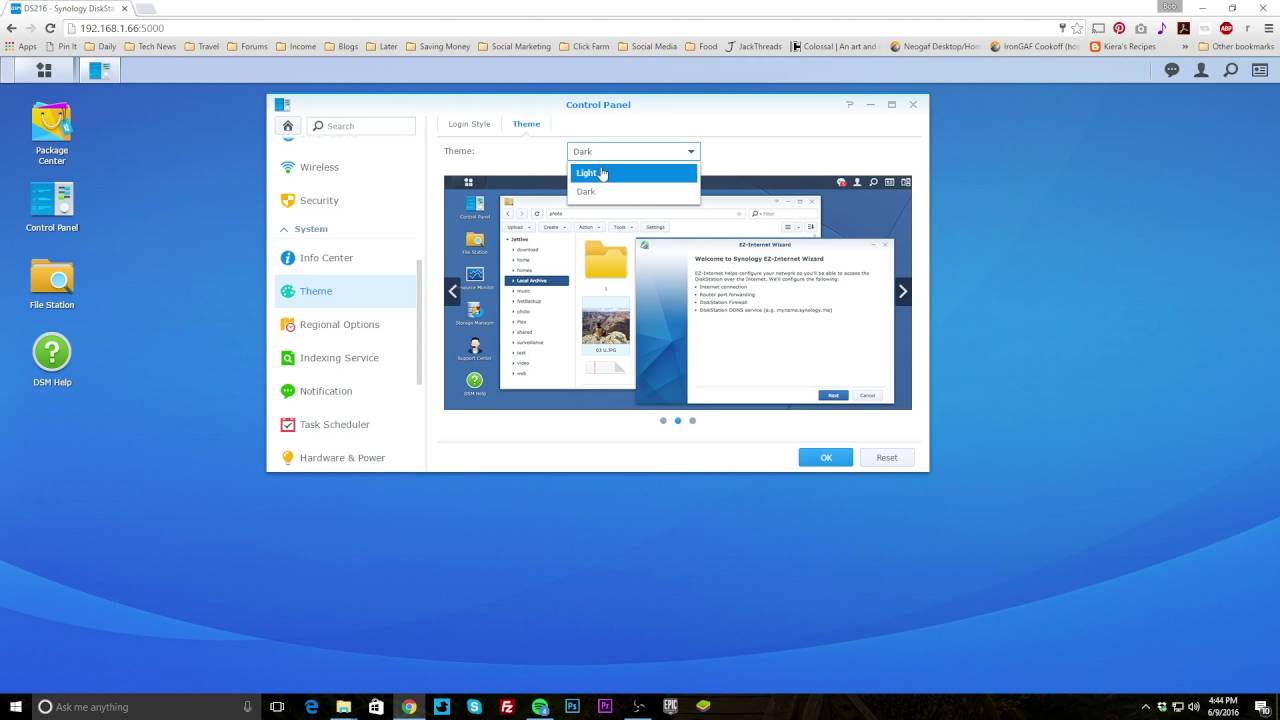 DS216 - Synology DiskSta
Bob
192.168.1.66:5000
Apps
Pin It
Daily
Tech News
Travel
Forums
Income
Blogs
Later
Saving Money
Social Marketing
Click Farm
Social Media
Food
JackThreads
Colossal | An art and
Neogaf Desktop/Hom
IronGAF Cookoff (hos
Kiera's Recipes
»
Other bookmarks
Package
Center
Control Panel
File Station
DSM Help
Control Panel
Search
Login Style
Theme
Wireless
Security
System
Info Center
Theme
Regional Options
Indexing Service
Notification
Task Scheduler
Hardware & Power
Theme:
Dark
Light
Dark
Control Panel
File Station
Storage Manager
Support Center
DSM Help
photo
Filter
Upload
Create
Action
Tools
Settings
Jettive
download
home
homes
Local Archive
music
NetBackup
photo
Plex
shared
surveillance
test
video
web
1
03 U.JPG
EZ-Internet Wizard
Welcome to Synology EZ-Internet Wizard
EZ-Internet helps configure your network so you'll be able to access the
DiskStation over the Internet. We'll configure the following:
• Internet connection
• Router port forwarding
• DiskStation Firewall
• DiskStation DDNS service (e.g. myname.synology.me)
Next
Cancel
OK
Reset
Ask me anything
EPIC
4:44 PM
6/9/2016